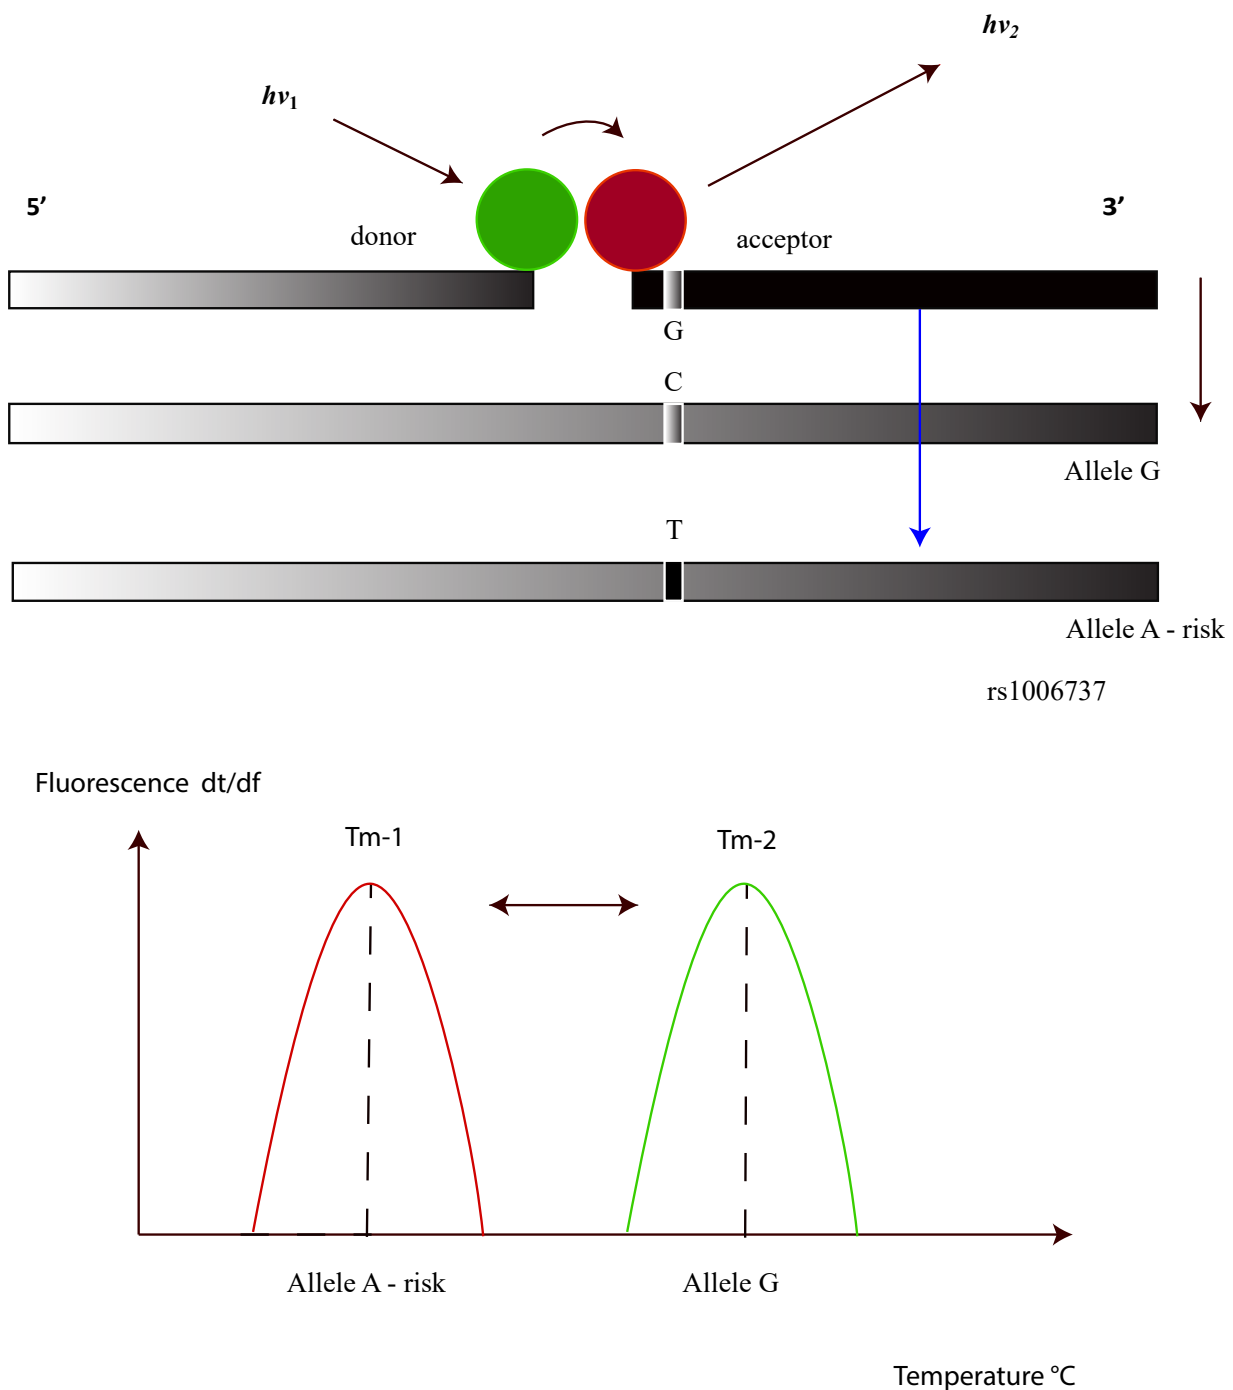 hv2
hv1
5’
3’
donor
acceptor
G
C
Allele G
T
Allele A - risk
rs1006737
Fluorescence dt/df
Tm-1
Tm-2
Allele A - risk
Allele G
Temperature °C